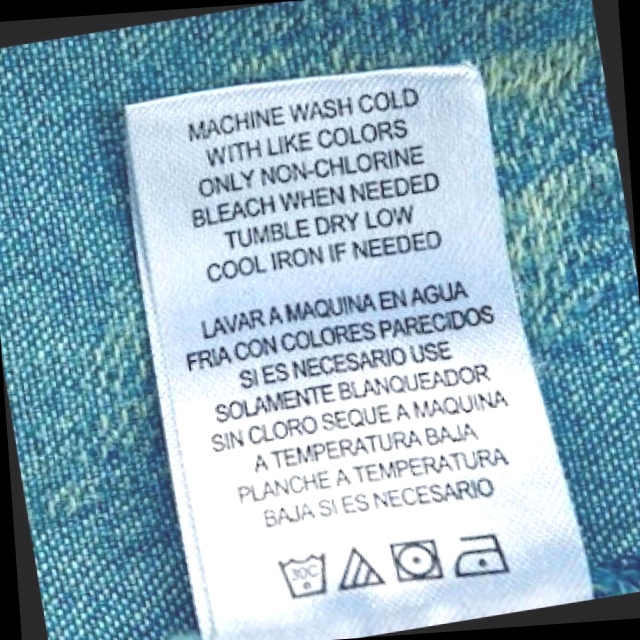 MACHINE WASH COLD
WITH LIKE COLORS
ONLY NON-CHLORINE
BLEACH WHEN NEEDED
TUMBLE DRY LOW
COOL IRON IF NEEDED
LAVAR A MAQUINA EN AGUA
FRIA CON COLORES PARECIDOS
SI ES NECESARIO USE
SOLAMENTE BLANQUEADOR
SIN CLORO SEQUE A MAQUINA
A TEMPERATURA BAJA
PLANCHE A TEMPERATURA
BAJA SI ES NECESARIO
30C